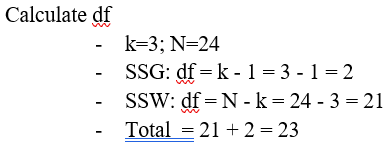 Calculate df
- k=3; N=24
- SSG: df = k - 1 = 3 - 1 = 2
- SSW: df = N - k = 24 - 3 = 21
- Total = 21 + 2 = 23